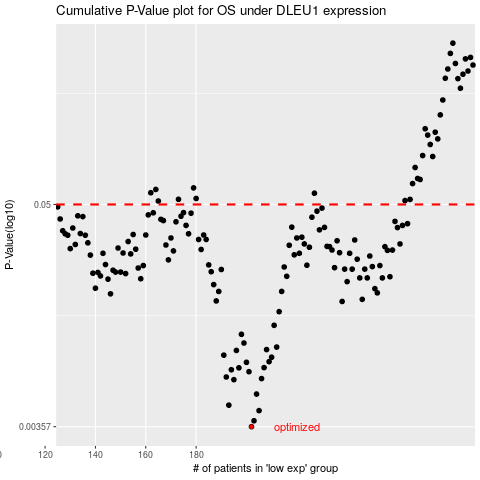 Cumulative P-Value plot for OS under DLEU1 expression
P-Value(log10)
0.05
0.00357
optimized
0 120 140 160 180
# of patients in 'low exp' group